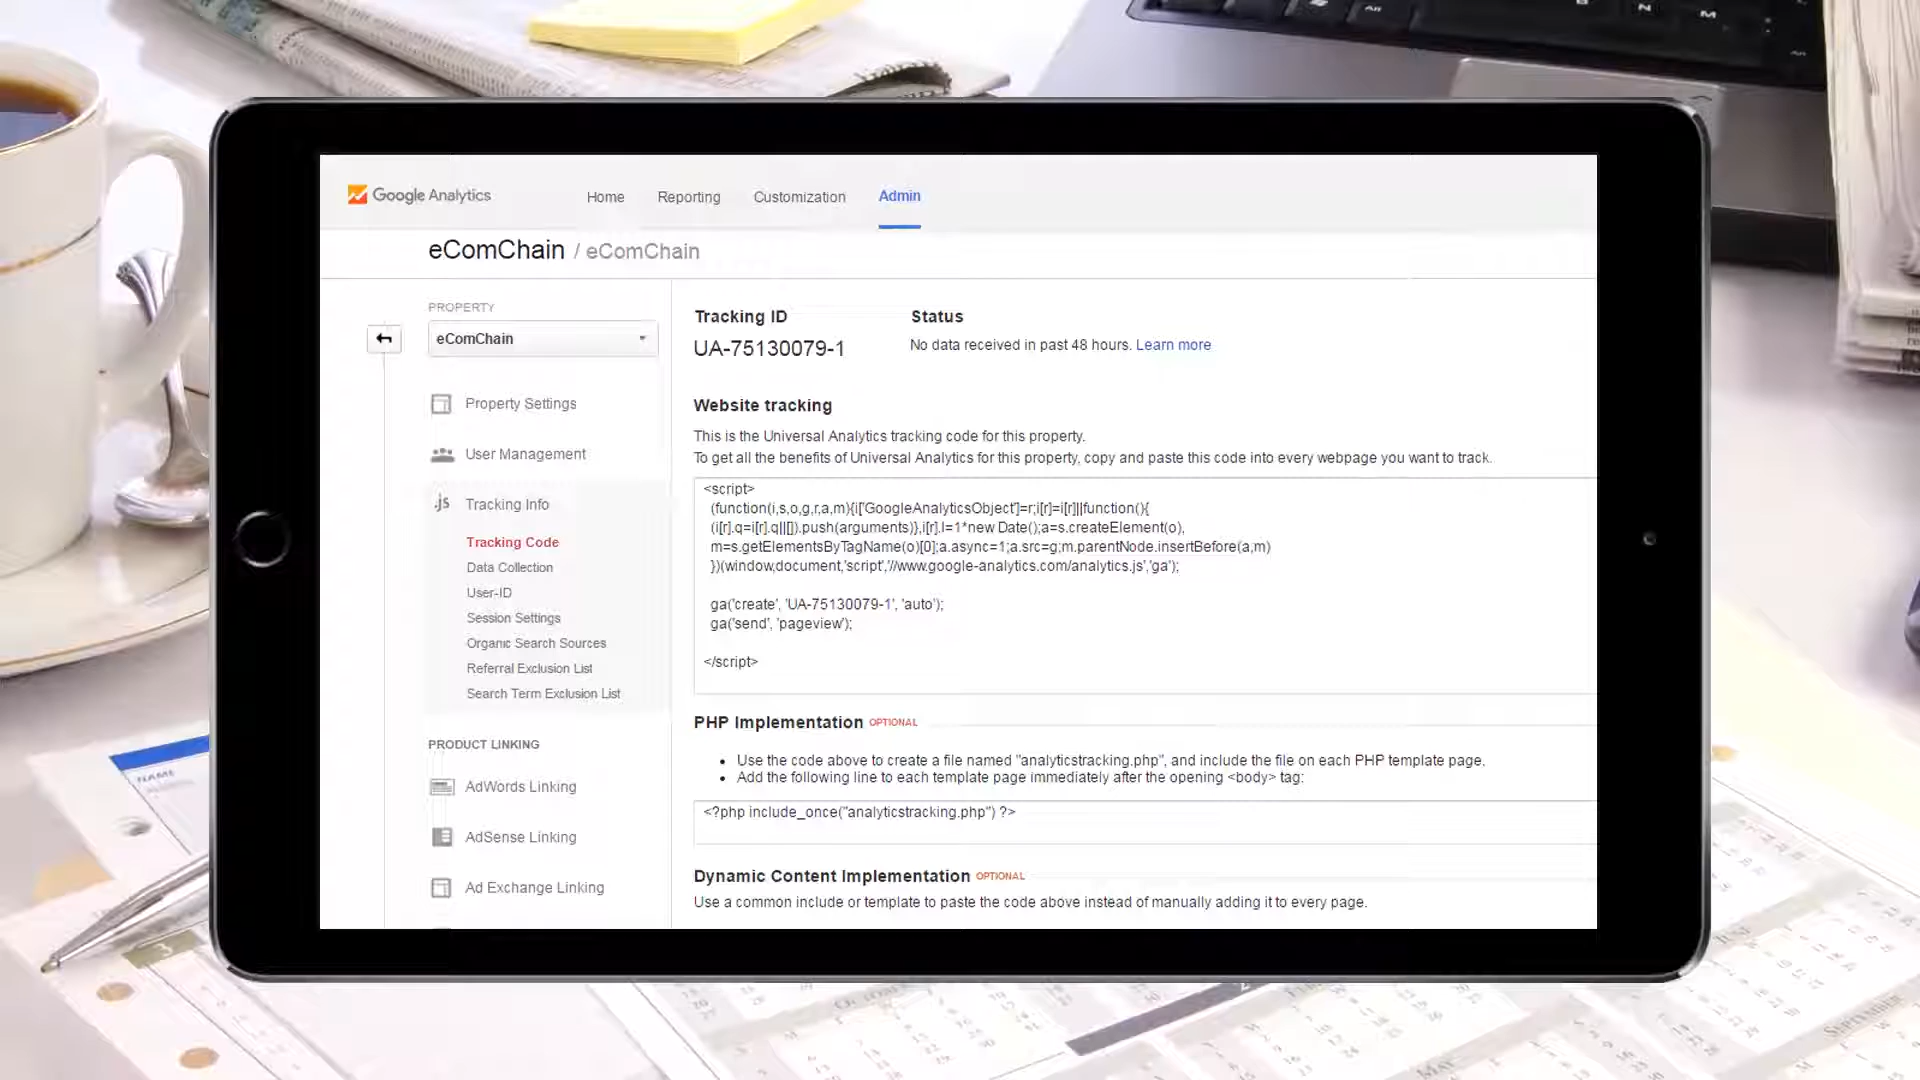 Google Analytics
Home
Reporting
Customization
Admin
eComChain / eComChain
PROPERTY
eComChain
Property Settings
User Management
.js Tracking Info
Tracking Code
Data Collection
User-ID
Session Settings
Organic Search Sources
Referral Exclusion List
Search Term Exclusion List
PRODUCT LINKING
AdWords Linking
AdSense Linking
Ad Exchange Linking
Tracking ID
UA-75130079-1
Status
No data received in past 48 hours. Learn more
Website tracking
This is the Universal Analytics tracking code for this property.
To get all the benefits of Universal Analytics for this property, copy and paste this code into every webpage you want to track.
<script>
(function(i,s,o,g,r,a,m){i['GoogleAnalyticsObject']=r;i[r]=i[r]||function(){
(i[r].q=i[r].q||[]).push(arguments)},i[r].l=1*new Date();a=s.createElement(o),
m=s.getElementsByTagName(o)[0];a.async=1;a.src=g;m.parentNode.insertBefore(a,m)
})(window,document,'script','//www.google-analytics.com/analytics.js','ga');
ga('create', 'UA-75130079-1', 'auto');
ga('send', 'pageview');
</script>
PHP Implementation OPTIONAL
• Use the code above to create a file named "analyticstracking.php", and include the file on each PHP template page.
• Add the following line to each template page immediately after the opening <body> tag:
<?php include_once("analyticstracking.php") ?>
Dynamic Content Implementation OPTIONAL
Use a common include or template to paste the code above instead of manually adding it to every page.
NAME
N
M
Alt
3